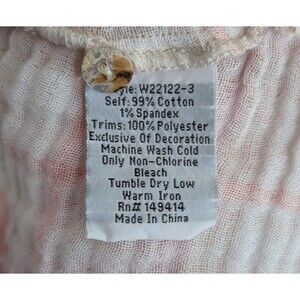 Style: W22122-3
Self: 99% Cotton
1% Spandex
Trims: 100% Polyester
Exclusive Of Decoration
Machine Wash Cold
Only Non-Chlorine
Bleach
Tumble Dry Low
Warm Iron
Rn# 149414
Made In China